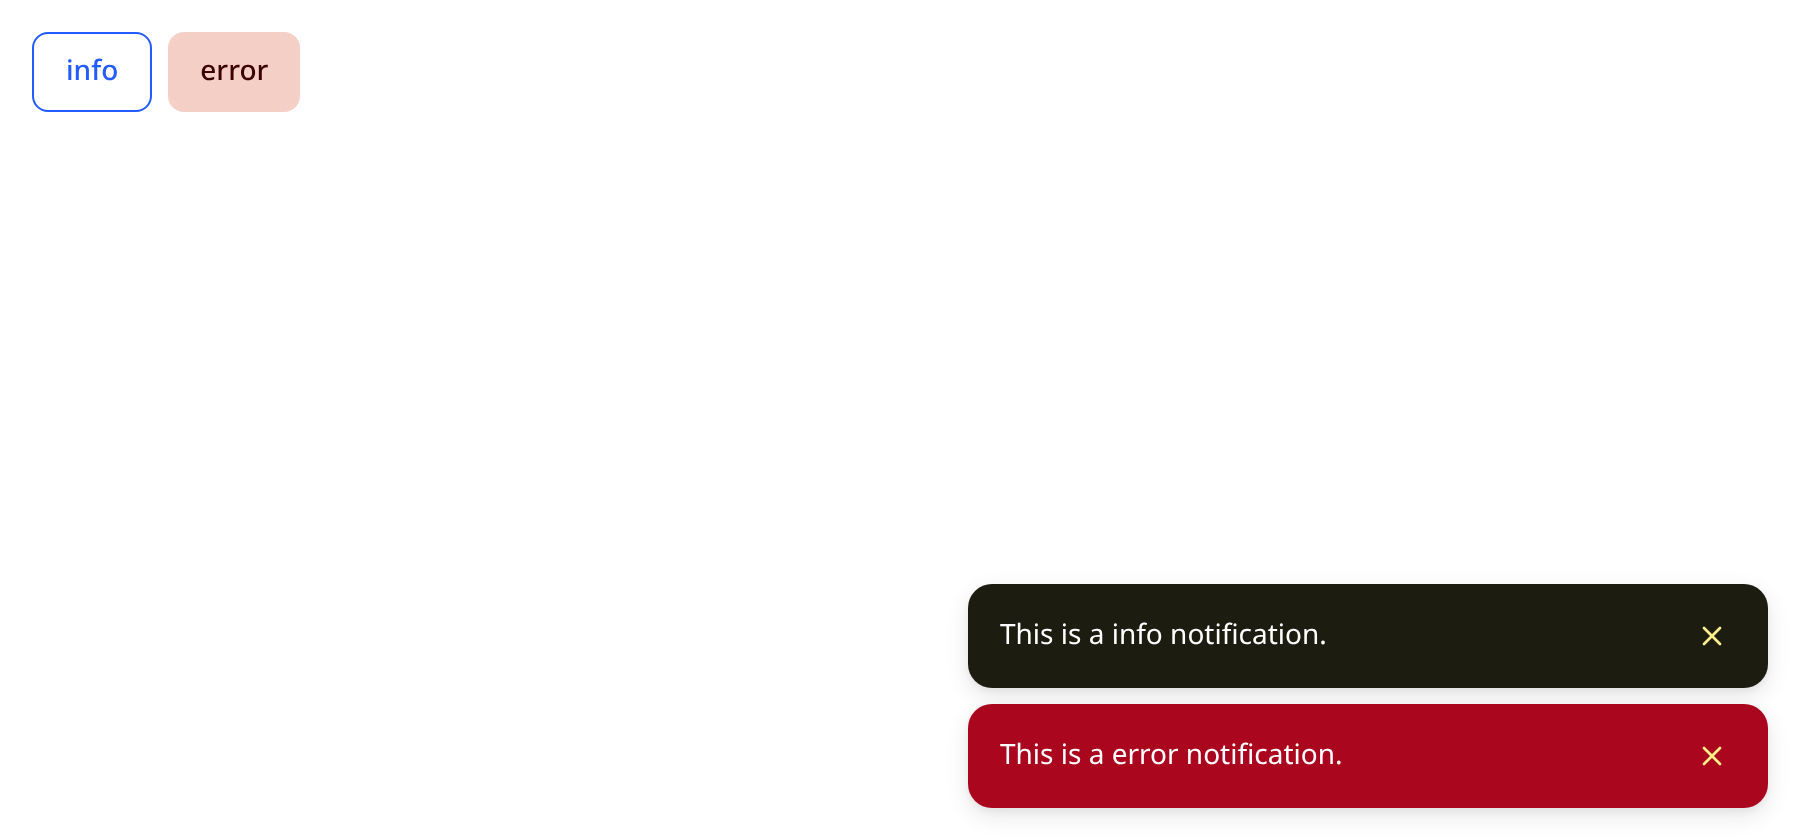 info
error
This is a info notification.
This is a error notification.